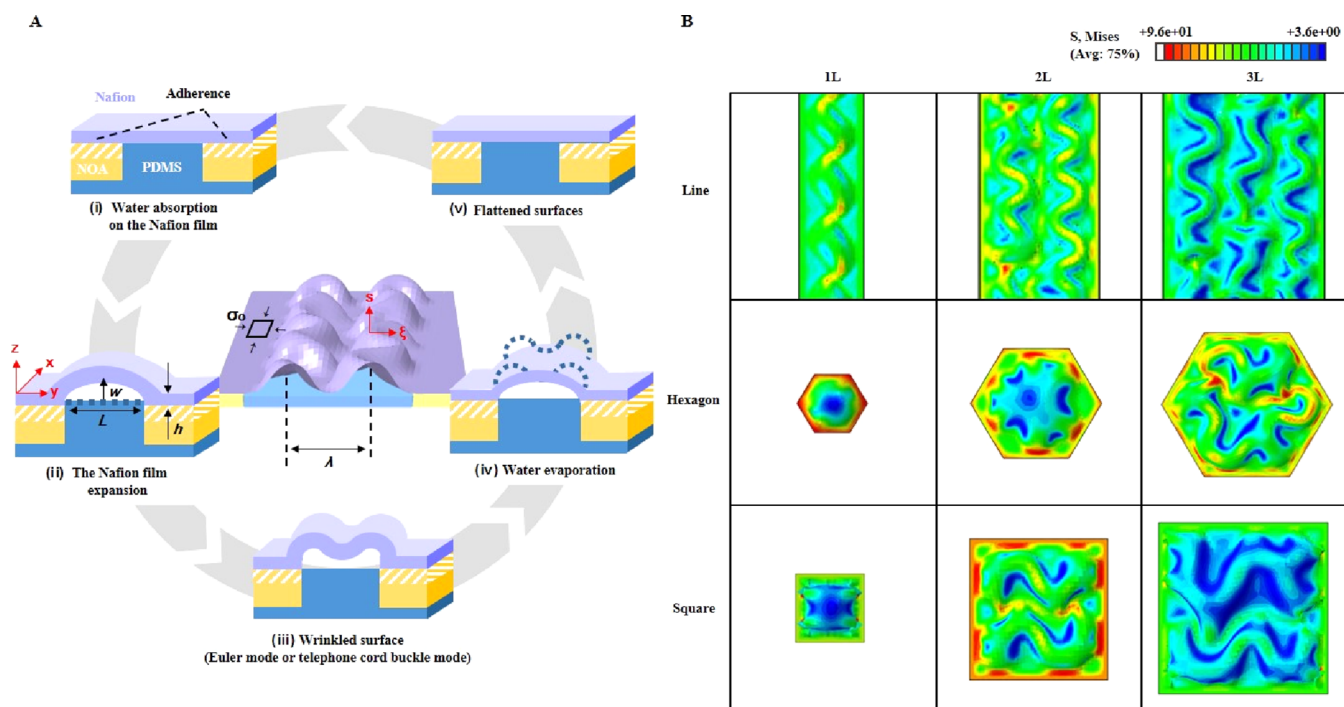 A
Nafion
Adherence
NOA
PDMS
(i) Water absorption
on the Nafion film
(v) Flattened surfaces
σo
s
ξ
z
x
y
w
L
h
λ
(ii) The Nafion film
expansion
(iv) Water evaporation
(iii) Wrinkled surface
(Euler mode or telephone cord buckle mode)
B
S, Mises
(Avg: 75%)
+9.6e+01
+3.6e+00
1L
2L
3L
Line
Hexagon
Square